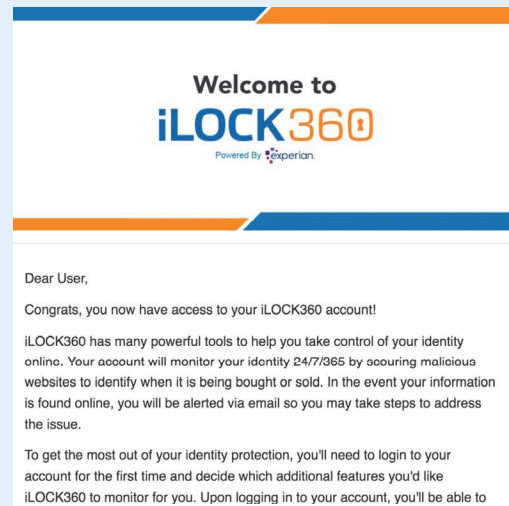 Welcome to
iLOCK360
Powered By experian.
Dear User,
Congrats, you now have access to your iLOCK360 account!
iLOCK360 has many powerful tools to help you take control of your identity
online. Your account will monitor your identity 24/7/365 by scouring malicious
websites to identify when it is being bought or sold. In the event your information
is found online, you will be alerted via email so you may take steps to address
the issue.
To get the most out of your identity protection, you'll need to login to your
account for the first time and decide which additional features you'd like
iLOCK360 to monitor for you. Upon logging in to your account, you'll be able to